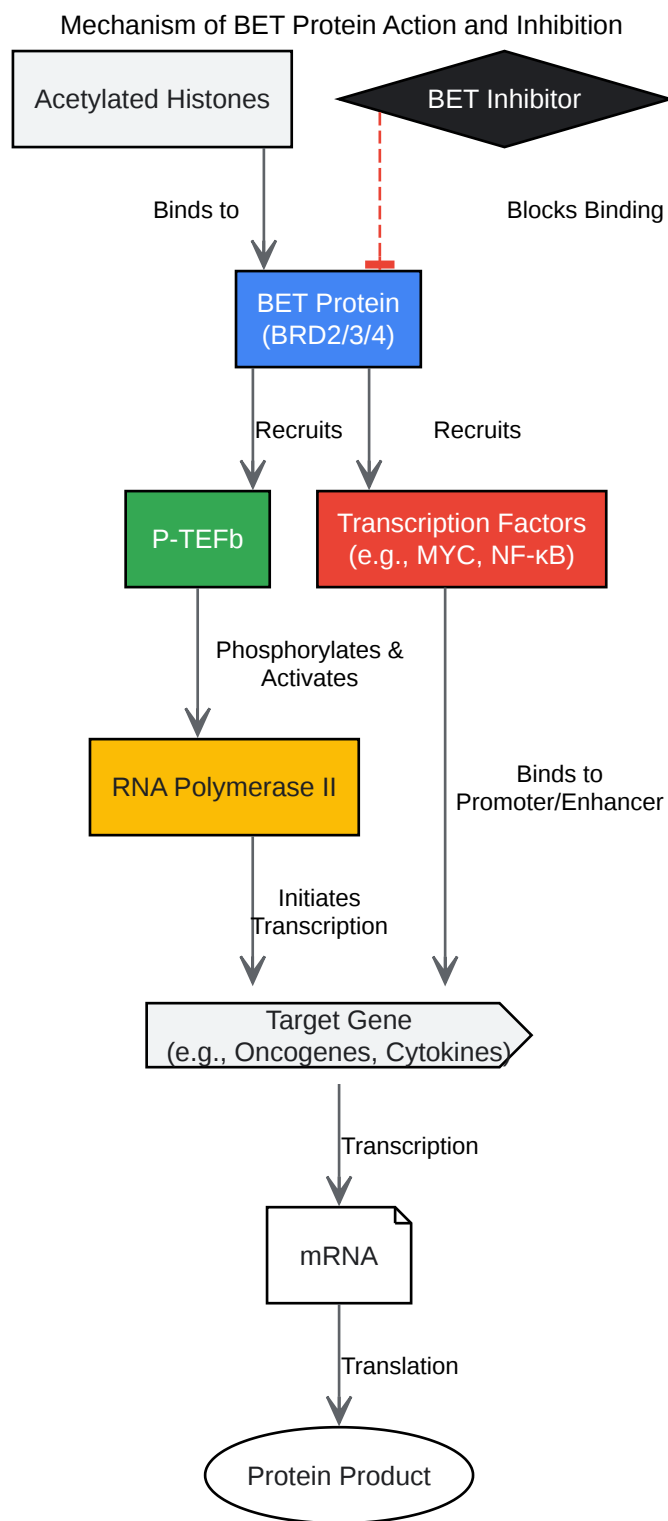 Mechanism of BET Protein Action and Inhibition
Acetylated Histones
BET Inhibitor
Binds to
Blocks Binding
BET Protein
(BRD2/3/4)
Recruits
Recruits
P-TEFb
Transcription Factors
(e.g., MYC, NF-κB)
Phosphorylates &
Activates
RNA Polymerase II
Binds to
Promoter/Enhancer
Initiates
Transcription
Target Gene
(e.g., Oncogenes, Cytokines)
Transcription
mRNA
Translation
Protein Product